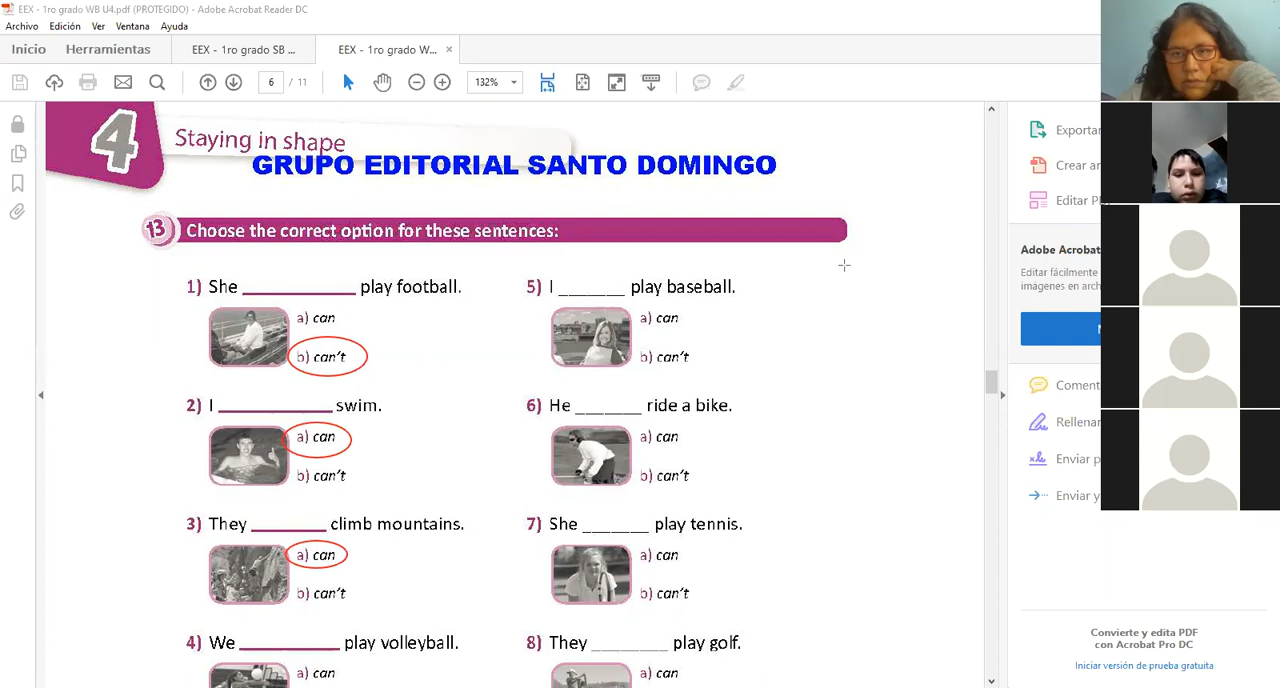 EEX - 1ro grado WB U4.pdf (PROTEGIDO) - Adobe Acrobat Reader DC
Archivo Edición Ver Ventana Ayuda
Inicio Herramientas EEX - 1ro grado SB ... EEX - 1ro grado W... ×
6 / 11 132%
4 Staying in shape
GRUPO EDITORIAL SANTO DOMINGO
13 Choose the correct option for these sentences:
1) She ____________ play football.
a) can
b) can't
2) I ____________ swim.
a) can
b) can't
3) They ________ climb mountains.
a) can
b) can't
4) We ___________ play volleyball.
a) can
5) I _______ play baseball.
a) can
b) can't
6) He _______ ride a bike.
a) can
b) can't
7) She _______ play tennis.
a) can
b) can't
8) They ________ play golf.
a) can
Exportar
Crear ar
Editar P
Adobe Acrobat
Editar fácilmente
imágenes en arch
Coment
Rellena
Enviar p
Enviar y
Convierte y edita PDF
con Acrobat Pro DC
Iniciar versión de prueba gratuita